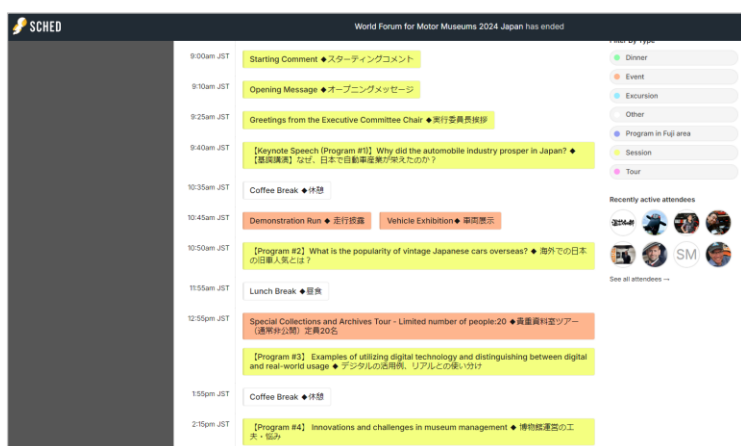 SCHED
World Forum for Motor Museums 2024 Japan has ended
Filter By Type
9:00am JST
Starting Comment ◆スターティングコメント
Dinner
Event
9:10am JST
Opening Message ◆オープニングメッセージ
Excursion
Other
9:25am JST
Greetings from the Executive Committee Chair ◆実行委員長挨拶
Program in Fuji area
9:40am JST
【Keynote Speech (Program #1)】Why did the automobile industry prosper in Japan? ◆
【基調講演】なぜ、日本で自動車産業が栄えたのか？
Session
Tour
10:35am JST
Coffee Break ◆休憩
Recently active attendees
10:45am JST
Demonstration Run ◆ 走行披露
Vehicle Exhibition◆ 車両展示
10:50am JST
【Program #2】What is the popularity of vintage Japanese cars overseas? ◆ 海外での日本
の旧車人気とは？
SM
See all attendees →
11:55am JST
Lunch Break ◆昼食
12:55pm JST
Special Collections and Archives Tour - Limited number of people:20 ◆貴重資料室ツアー
（通常非公開）定員20名
【Program #3】 Examples of utilizing digital technology and distinguishing between digital
and real-world usage ◆ デジタルの活用例、リアルとの使い分け
1:55pm JST
Coffee Break ◆休憩
2:15pm JST
【Program #4】 Innovations and challenges in museum management ◆ 博物館運営の工
夫・悩み